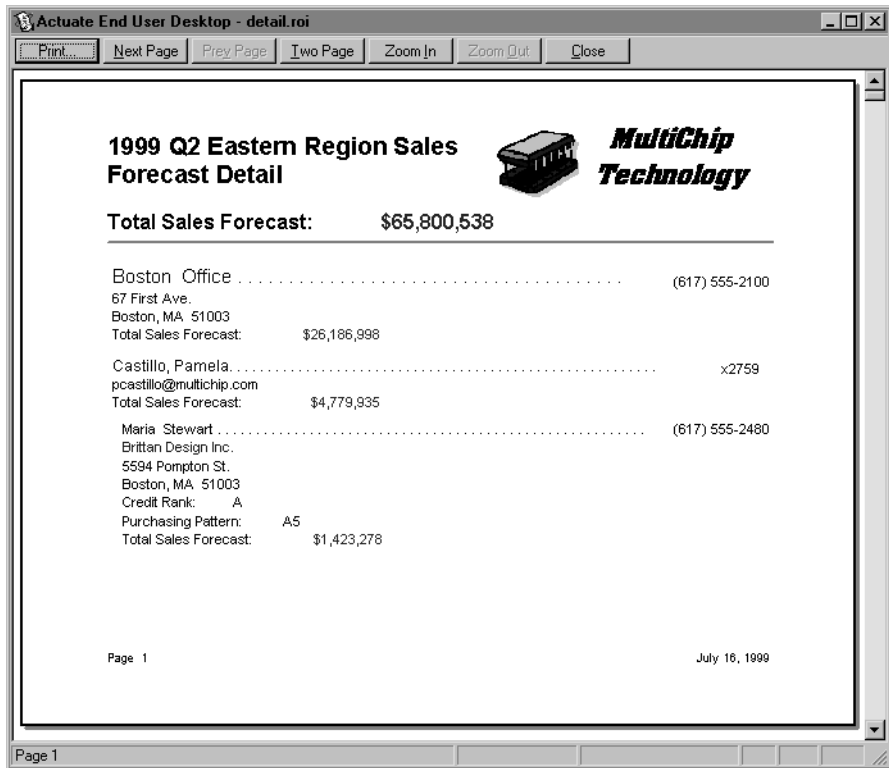 Actuate End User Desktop - detail.roi
Print... Next Page Prev Page Two Page Zoom In Zoom Out Close
1999 Q2 Eastern Region Sales
Forecast Detail
MultiChip
Technology
Total Sales Forecast: $65,800,538
Boston Office . . . . . . . . . . . . . . . . . . . . . . . . . . . . . . . . . . . . . . (617) 555-2100
67 First Ave.
Boston, MA 51003
Total Sales Forecast: $26,186,998
Castillo, Pamela. . . . . . . . . . . . . . . . . . . . . . . . . . . . . . . . . . . . . . x2759
pcastillo@multichip.com
Total Sales Forecast: $4,779,935
Maria Stewart . . . . . . . . . . . . . . . . . . . . . . . . . . . . . . . . . . . . . . (617) 555-2480
Brittan Design Inc.
5594 Pompton St.
Boston, MA 51003
Credit Rank: A
Purchasing Pattern: A5
Total Sales Forecast: $1,423,278
Page 1 July 16, 1999
Page 1